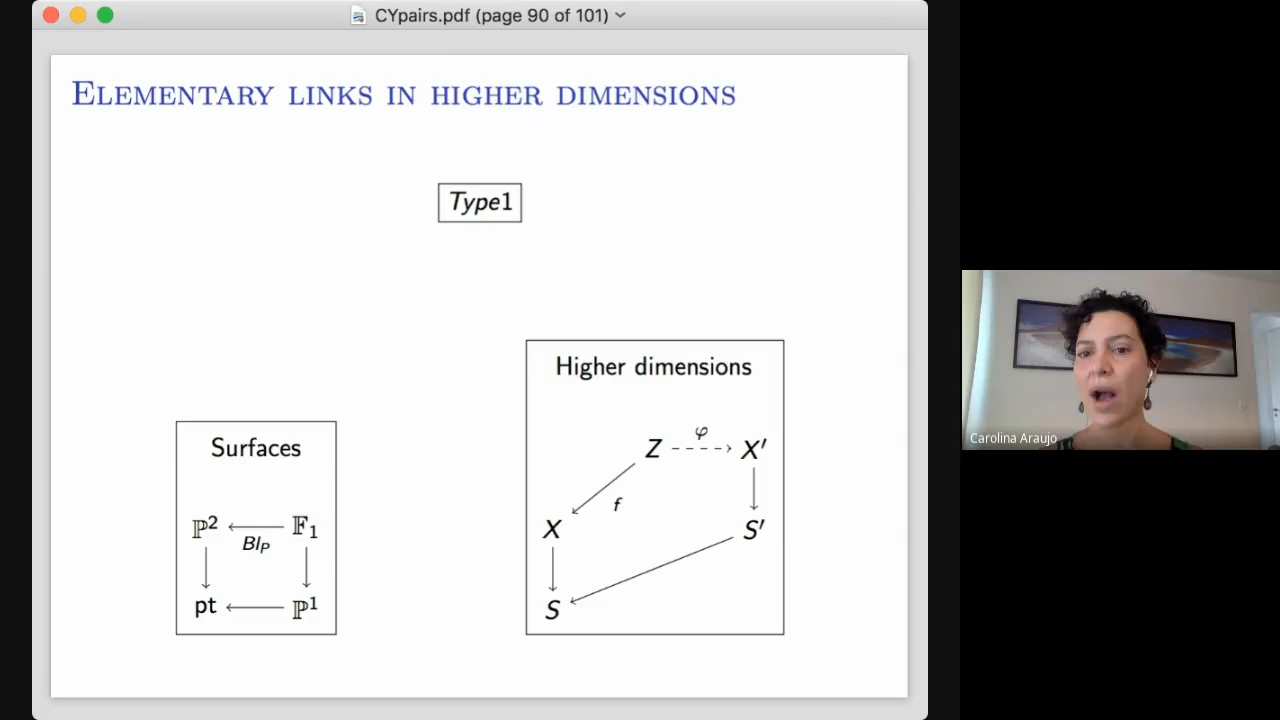 CYpairs.pdf (page 90 of 101)
ELEMENTARY LINKS IN HIGHER DIMENSIONS
Type1
Higher dimensions
Z φ X′
f
X S′
S
Surfaces
ℙ² 𝔽₁
Bl_P
pt ℙ¹
Carolina Araujo